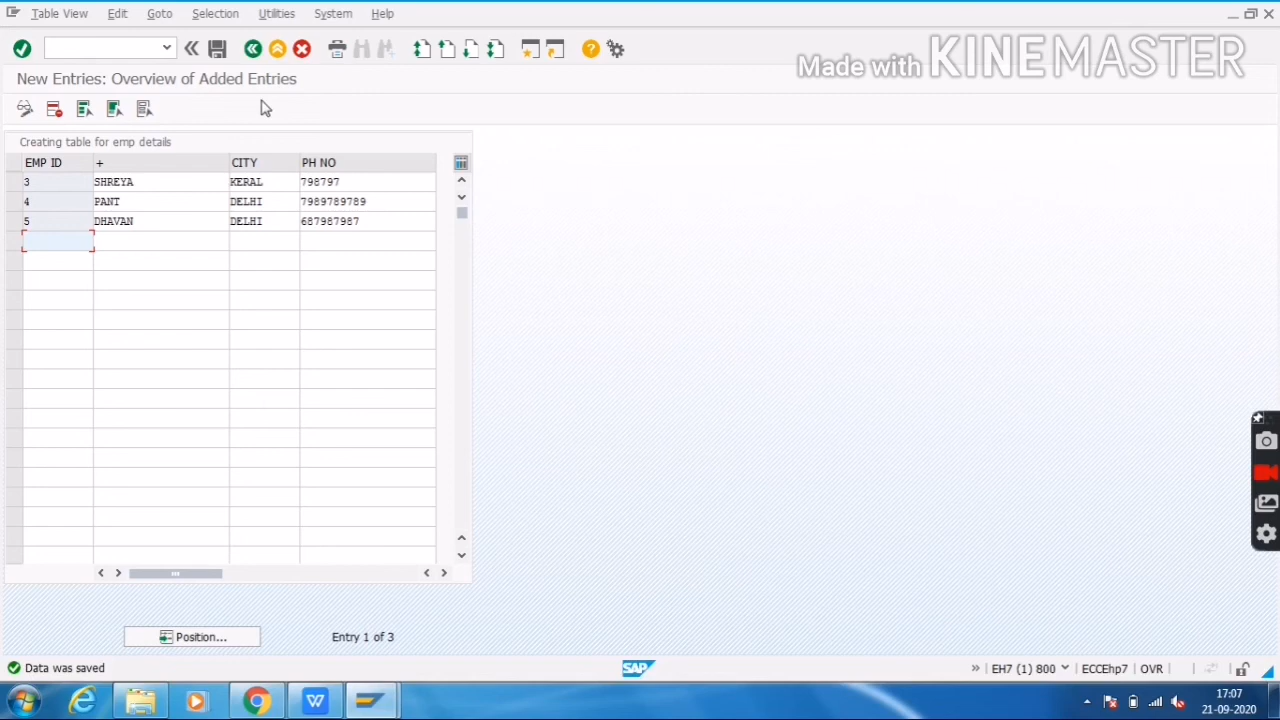 Table View Edit Goto Selection Utilities System Help
Made with KINEMASTER
New Entries: Overview of Added Entries
Creating table for emp details
EMP ID + CITY PH NO
3 SHREYA KERAL 798797
4 PANT DELHI 7989789789
5 DHAVAN DELHI 687987987
Position... Entry 1 of 3
Data was saved SAP EH7 (1) 800 ECCEhp7 OVR
17:07
21-09-2020